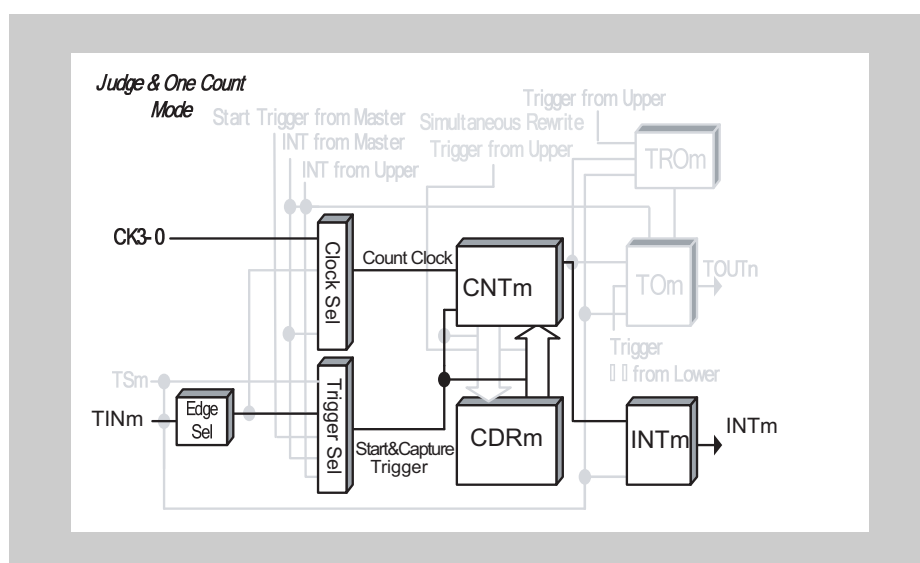 Judge & One Count
Mode
Start Trigger from Master
INT from Master
INT from Upper
Simultaneous Rewrite
Trigger from Upper
Trigger from Upper
TROm
CK3-0
Clock Sel
Count Clock
CNTm
TOm
TOUTn
Trigger
from Lower
TSm
TINm
Edge
Sel
Trigger Sel
Start&Capture
Trigger
CDRm
INTm
INTm